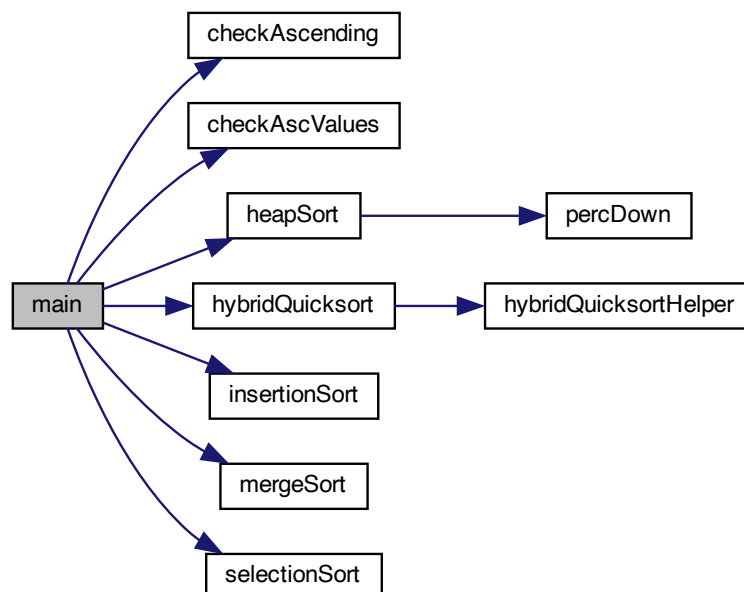 checkAscending
checkAscValues
heapSort
percDown
main
hybridQuicksort
hybridQuicksortHelper
insertionSort
mergeSort
selectionSort